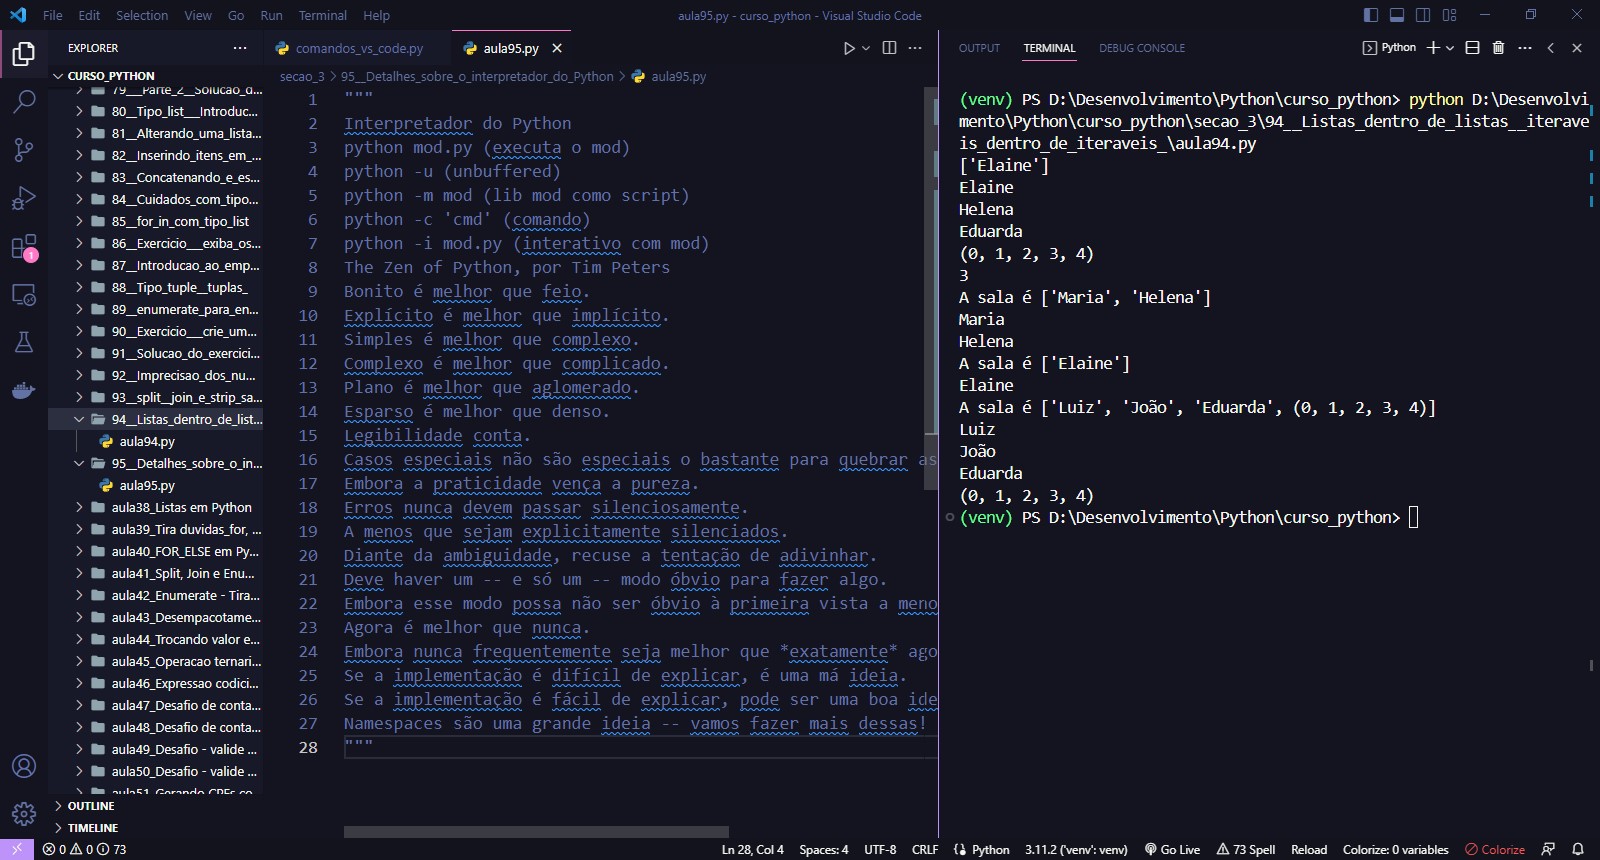 File Edit Selection View Go Run Terminal Help
aula95.py - curso_python - Visual Studio Code
EXPLORER
CURSO_PYTHON
79__Parte_2__Solucao_d...
80__Tipo_list__Introduc...
81__Alterando_uma_lista...
82__Inserindo_itens_em_...
83__Concatenando_e_es...
84__Cuidados_com_tipo...
85__for_in_com_tipo_list
86__Exercicio___exiba_os...
87__Introducao_ao_emp...
88__Tipo_tuple__tuplas_
89__enumerate_para_en...
90__Exercicio___crie_um...
91__Solucao_do_exercici...
92__Imprecisao_dos_nu...
93__split__join_e_strip_sa...
94__Listas_dentro_de_list...
aula94.py
95__Detalhes_sobre_o_in...
aula95.py
aula38_Listas em Python
aula39_Tira duvidas_for, ...
aula40_FOR_ELSE em Py...
aula41_Split, Join e Enu...
aula42_Enumerate - Tira...
aula43_Desempacotame...
aula44_Trocando valor e...
aula45_Operacao ternari...
aula46_Expressao codici...
aula47_Desafio de conta...
aula48_Desafio de conta...
aula49_Desafio - valide ...
aula50_Desafio - valide ...
aula51_Gerando CPFs co...
OUTLINE
TIMELINE
comandos_vs_code.py aula95.py
secao_3 > 95__Detalhes_sobre_o_interpretador_do_Python > aula95.py
1 """
2 Interpretador do Python
3 python mod.py (executa o mod)
4 python -u (unbuffered)
5 python -m mod (lib mod como script)
6 python -c 'cmd' (comando)
7 python -i mod.py (interativo com mod)
8 The Zen of Python, por Tim Peters
9 Bonito é melhor que feio.
10 Explícito é melhor que implícito.
11 Simples é melhor que complexo.
12 Complexo é melhor que complicado.
13 Plano é melhor que aglomerado.
14 Esparso é melhor que denso.
15 Legibilidade conta.
16 Casos especiais não são especiais o bastante para quebrar as
17 Embora a praticidade vença a pureza.
18 Erros nunca devem passar silenciosamente.
19 A menos que sejam explicitamente silenciados.
20 Diante da ambiguidade, recuse a tentação de adivinhar.
21 Deve haver um -- e só um -- modo óbvio para fazer algo.
22 Embora esse modo possa não ser óbvio à primeira vista a meno
23 Agora é melhor que nunca.
24 Embora nunca frequentemente seja melhor que *exatamente* ago
25 Se a implementação é difícil de explicar, é uma má ideia.
26 Se a implementação é fácil de explicar, pode ser uma boa ide
27 Namespaces são uma grande ideia -- vamos fazer mais dessas!
28 """
OUTPUT TERMINAL DEBUG CONSOLE
Python
(venv) PS D:\Desenvolvimento\Python\curso_python> python D:\Desenvolvi
mento\Python\curso_python\secao_3\94__Listas_dentro_de_listas__iterave
is_dentro_de_iteraveis_\aula94.py
['Elaine']
Elaine
Helena
Eduarda
(0, 1, 2, 3, 4)
3
A sala é ['Maria', 'Helena']
Maria
Helena
A sala é ['Elaine']
Elaine
A sala é ['Luiz', 'João', 'Eduarda', (0, 1, 2, 3, 4)]
Luiz
João
Eduarda
(0, 1, 2, 3, 4)
(venv) PS D:\Desenvolvimento\Python\curso_python>
1
0 0 73 Ln 28, Col 4 Spaces: 4 UTF-8 CRLF Python 3.11.2 ('venv': venv) Go Live 73 Spell Reload Colorize: 0 variables Colorize